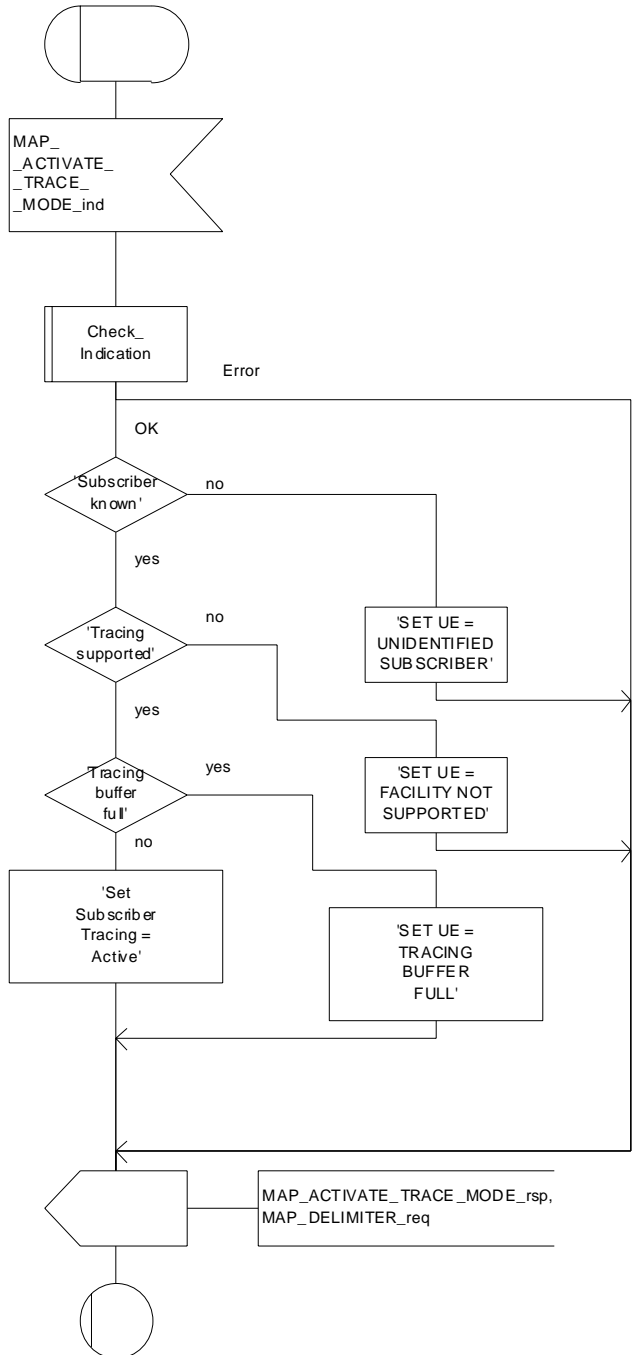 MAP_
_ACTIVATE_
_TRACE_
_MODE_ind
Check_
Indication
Error
OK
'Subscriber
known'
no
yes
'Tracing
supported'
no
'SET UE =
UNIDENTIFIED
SUBSCRIBER'
yes
'Tracing
buffer
full'
yes
'SET UE =
FACILITY NOT
SUPPORTED'
no
'Set
Subscriber
Tracing =
Active'
'SET UE =
TRACING
BUFFER
FULL'
MAP_ACTIVATE_TRACE_MODE_rsp,
MAP_DELIMITER_req